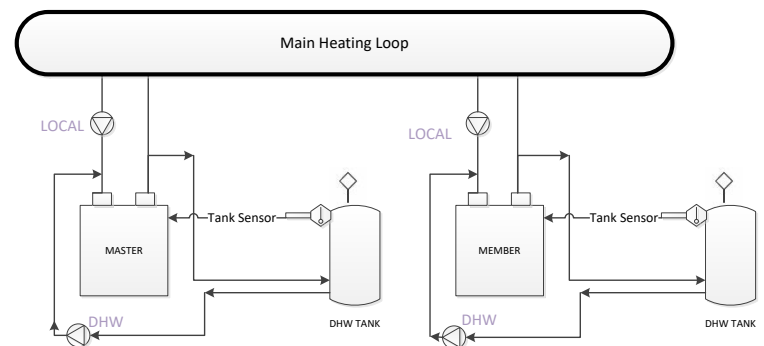 Main Heating Loop
LOCAL
LOCAL
Tank Sensor
Tank Sensor
MASTER
MEMBER
DHW
DHW TANK
DHW
DHW TANK